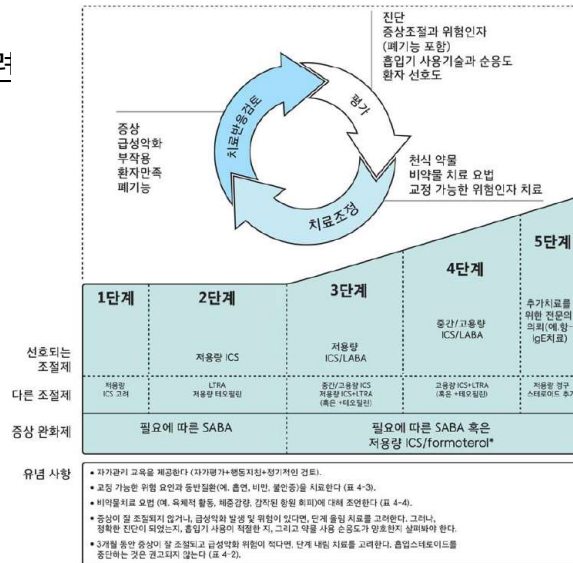 려
진단
증상조절과 위험인자
(폐기능 포함)
흡입기 사용기술과 순응도
환자 선호도
치료반응검토
평가
증상
급성악화
부작용
환자만족
폐기능
천식 약물
비약물 치료 요법
교정 가능한 위험인자 치료
치료조정
1단계
2단계
3단계
4단계
5단계
선호되는
조절제
저용량 ICS
저용량
ICS/LABA
중간/고용량
ICS/LABA
추가치료를
위한 전문의
의뢰(예.항-
IgE치료)
다른 조절제
저용량
ICS 고려
LTRA
저용량 테오필린
중간/고용량 ICS
저용량 ICS+LTRA
(혹은 +테오필린)
고용량 ICS+LTRA
(혹은 +테오필린)
저용량 경구
스테로이드 추가
증상 완화제
필요에 따른 SABA
필요에 따른 SABA 혹은
저용량 ICS/formoterol*
유념 사항
• 자가관리 교육을 제공한다 (자가평가+행동지침+정기적인 검토).
• 교정 가능한 위험 요인과 동반질환(예. 흡연, 비만, 불안증)을 치료한다 (표 4-3).
• 비약물치료 요법 (예. 육체적 활동, 체중감량, 감작된 항원 회피)에 대해 조언한다 (표 4-4).
• 증상이 잘 조절되지 않거나, 급성악화 발생 및 위험이 있다면, 단계 올림 치료를 고려한다. 그러나,
정확한 진단이 되었는지, 흡입기 사용이 적절한 지, 그리고 약물 사용 순응도가 양호한지 살펴봐야 한다.
• 3개월 동안 증상이 잘 조절되고 급성악화 위험이 적다면, 단계 내림 치료를 고려한다. 흡입스테로이드를
중단하는 것은 권고되지 않는다 (표 4-2).